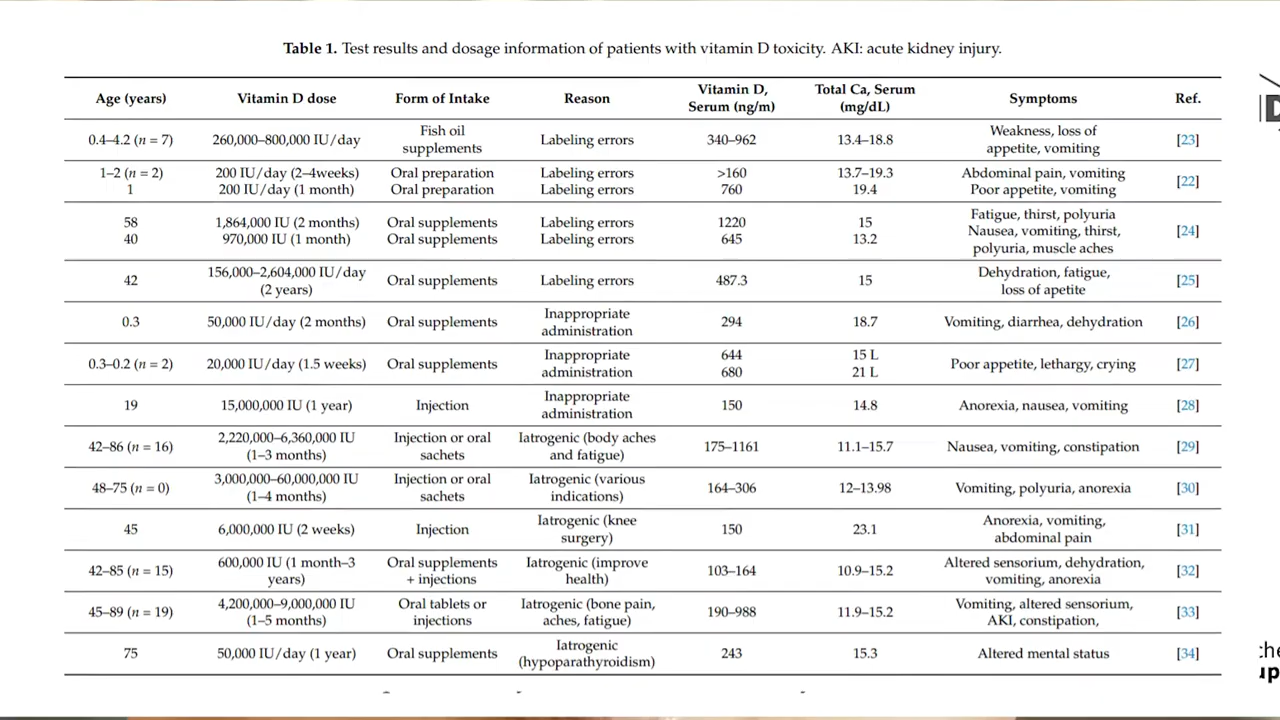 Table 1. Test results and dosage information of patients with vitamin D toxicity. AKI: acute kidney injury.
Age (years) Vitamin D dose Form of Intake Reason Vitamin D, Serum (ng/m) Total Ca, Serum (mg/dL) Symptoms Ref.
0.4–4.2 (n = 7) 260,000–800,000 IU/day Fish oil supplements Labeling errors 340–962 13.4–18.8 Weakness, loss of appetite, vomiting [23]
1–2 (n = 2) 200 IU/day (2–4weeks) Oral preparation Labeling errors >160 13.7–19.3 Abdominal pain, vomiting [22]
1 200 IU/day (1 month) Oral preparation Labeling errors 760 19.4 Poor appetite, vomiting
58 1,864,000 IU (2 months) Oral supplements Labeling errors 1220 15 Fatigue, thirst, polyuria [24]
40 970,000 IU (1 month) Oral supplements Labeling errors 645 13.2 Nausea, vomiting, thirst, polyuria, muscle aches
42 156,000–2,604,000 IU/day (2 years) Oral supplements Labeling errors 487.3 15 Dehydration, fatigue, loss of apetite [25]
0.3 50,000 IU/day (2 months) Oral supplements Inappropriate administration 294 18.7 Vomiting, diarrhea, dehydration [26]
0.3–0.2 (n = 2) 20,000 IU/day (1.5 weeks) Oral supplements Inappropriate administration 644 680 15 L 21 L Poor appetite, lethargy, crying [27]
19 15,000,000 IU (1 year) Injection Inappropriate administration 150 14.8 Anorexia, nausea, vomiting [28]
42–86 (n = 16) 2,220,000–6,360,000 IU (1–3 months) Injection or oral sachets Iatrogenic (body aches and fatigue) 175–1161 11.1–15.7 Nausea, vomiting, constipation [29]
48–75 (n = 0) 3,000,000–60,000,000 IU (1–4 months) Injection or oral sachets Iatrogenic (various indications) 164–306 12–13.98 Vomiting, polyuria, anorexia [30]
45 6,000,000 IU (2 weeks) Injection Iatrogenic (knee surgery) 150 23.1 Anorexia, vomiting, abdominal pain [31]
42–85 (n = 15) 600,000 IU (1 month–3 years) Oral supplements + injections Iatrogenic (improve health) 103–164 10.9–15.2 Altered sensorium, dehydration, vomiting, anorexia [32]
45–89 (n = 19) 4,200,000–9,000,000 IU (1–5 months) Oral tablets or injections Iatrogenic (bone pain, aches, fatigue) 190–988 11.9–15.2 Vomiting, altered sensorium, AKI, constipation, [33]
75 50,000 IU/day (1 year) Oral supplements Iatrogenic (hypoparathyroidism) 243 15.3 Altered mental status [34]